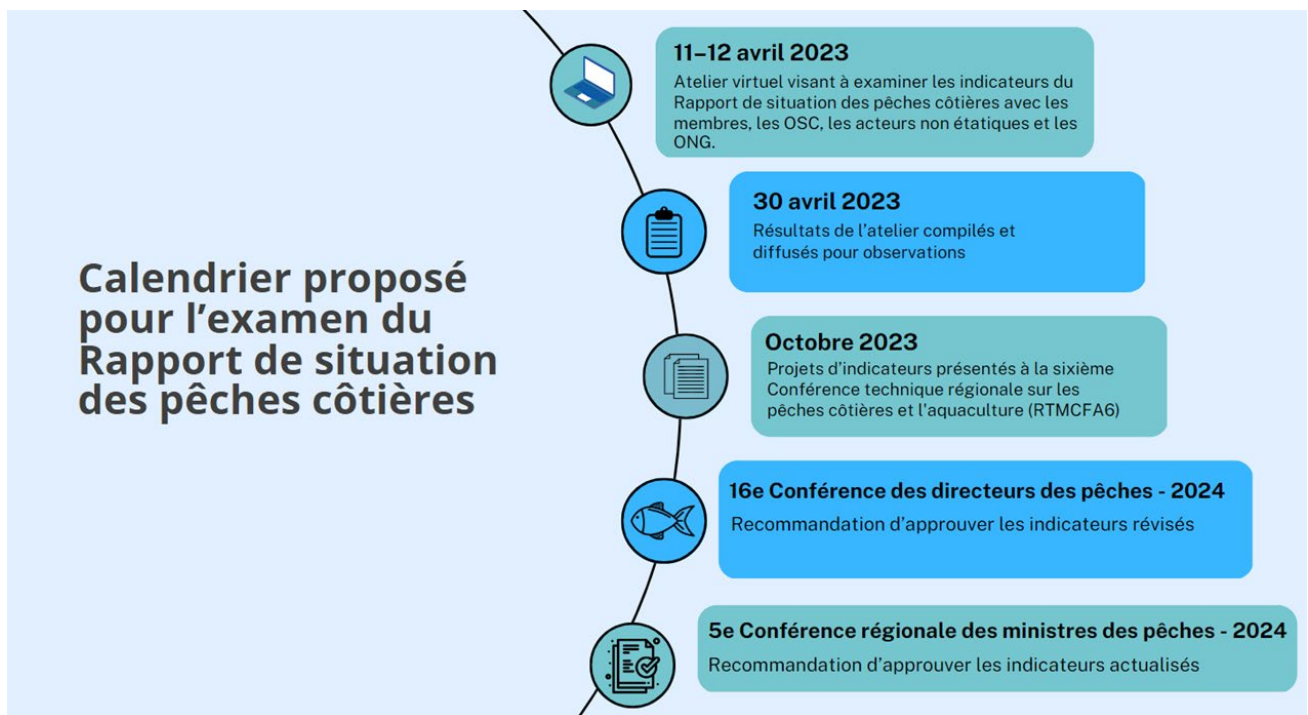 Calendrier proposé
pour l’examen du
Rapport de situation
des pêches côtières
11–12 avril 2023
Atelier virtuel visant à examiner les indicateurs du
Rapport de situation des pêches côtières avec les
membres, les OSC, les acteurs non étatiques et les
ONG.
30 avril 2023
Résultats de l’atelier compilés et
diffusés pour observations
Octobre 2023
Projets d’indicateurs présentés à la sixième
Conférence technique régionale sur les
pêches côtières et l’aquaculture (RTMCFA6)
16e Conférence des directeurs des pêches - 2024
Recommandation d’approuver les indicateurs révisés
5e Conférence régionale des ministres des pêches - 2024
Recommandation d’approuver les indicateurs actualisés